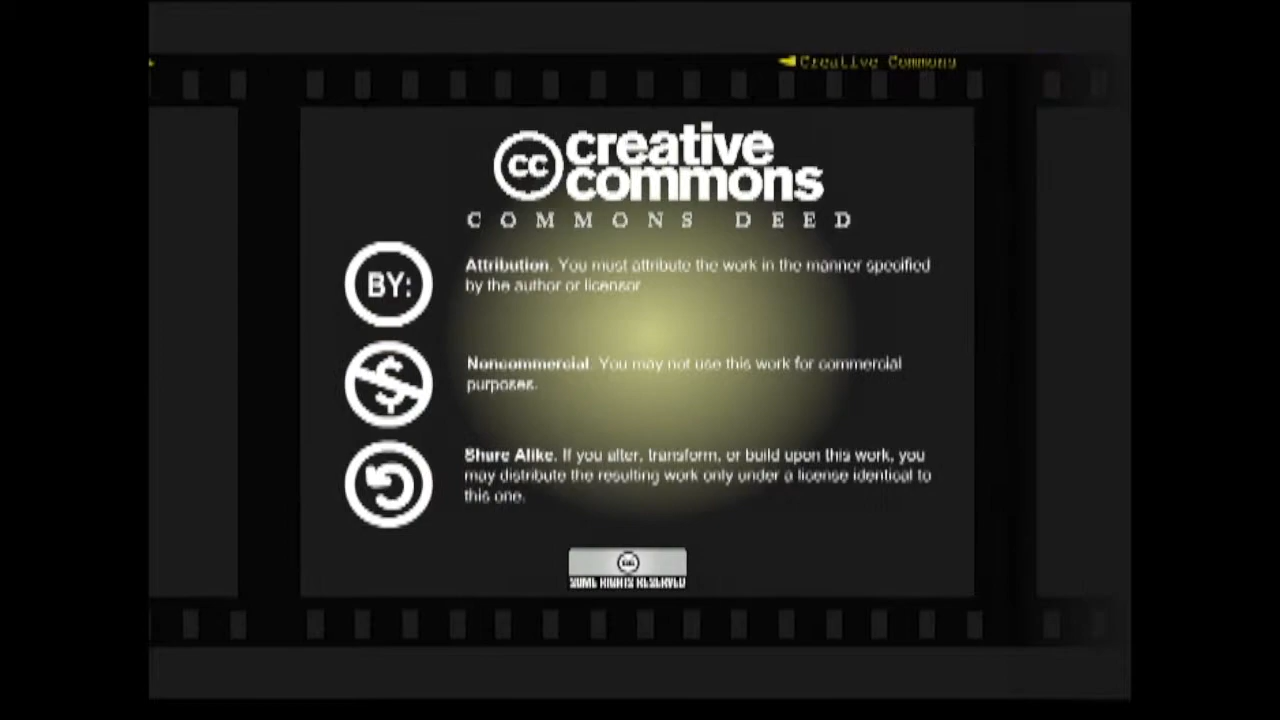 Creative Commons
cc creative
commons
COMMONS DEED
BY:
Attribution. You must attribute the work in the manner specified
by the author or licensor
$
Noncommercial. You may not use this work for commercial
purposes.
Share Alike. If you alter, transform, or build upon this work, you
may distribute the resulting work only under a license identical to
this one.
cc
SOME RIGHTS RESERVED